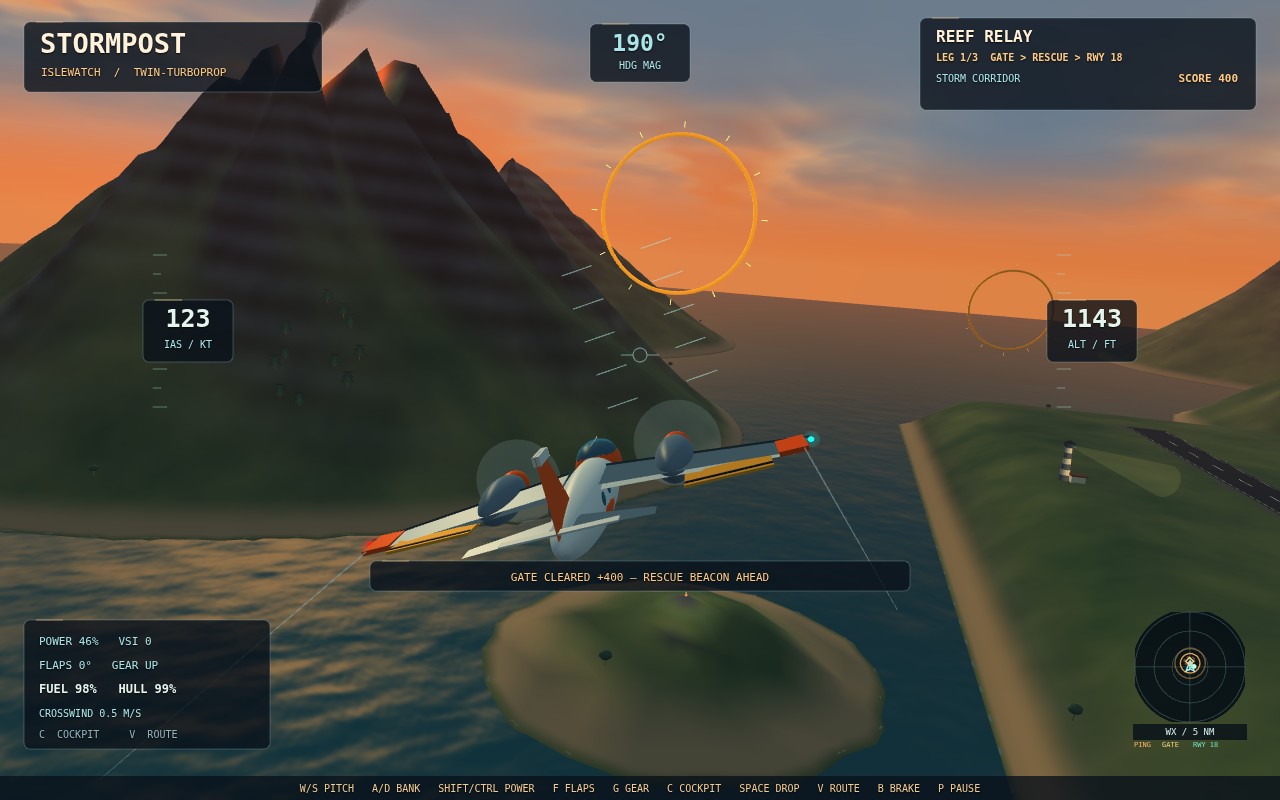 STORMPOST
ISLEWATCH / TWIN-TURBOPROP
190°
HDG MAG
REEF RELAY
LEG 1/3 GATE > RESCUE > RWY 18
STORM CORRIDOR SCORE 400
123
IAS / KT
1143
ALT / FT
GATE CLEARED +400 — RESCUE BEACON AHEAD
POWER 46% VSI 0
FLAPS 0° GEAR UP
FUEL 98% HULL 99%
CROSSWIND 0.5 M/S
C COCKPIT V ROUTE
WX / 5 NM
PING GATE RWY 18
W/S PITCH A/D BANK SHIFT/CTRL POWER F FLAPS G GEAR C COCKPIT SPACE DROP V ROUTE B BRAKE P PAUSE